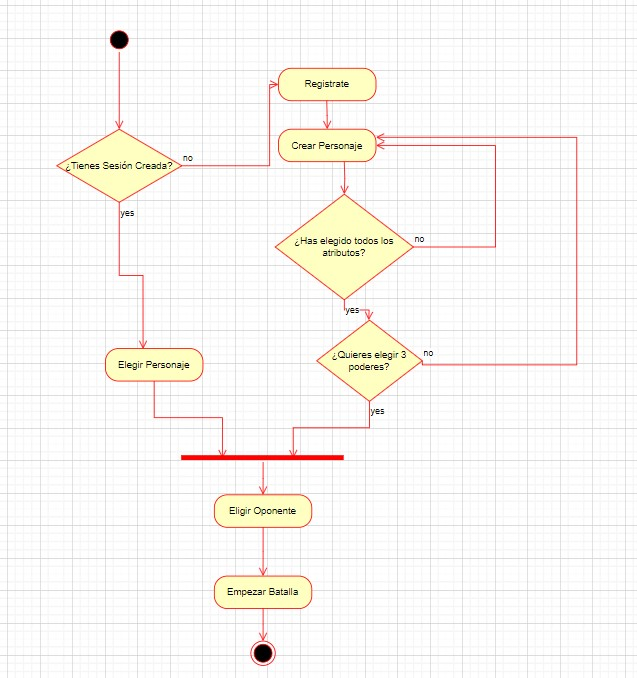 Registrate
Crear Personaje
¿Tienes Sesión Creada?
no
yes
¿Has elegido todos los
atributos?
no
yes
¿Quieres elegir 3
poderes?
no
yes
Elegir Personaje
Eligir Oponente
Empezar Batalla